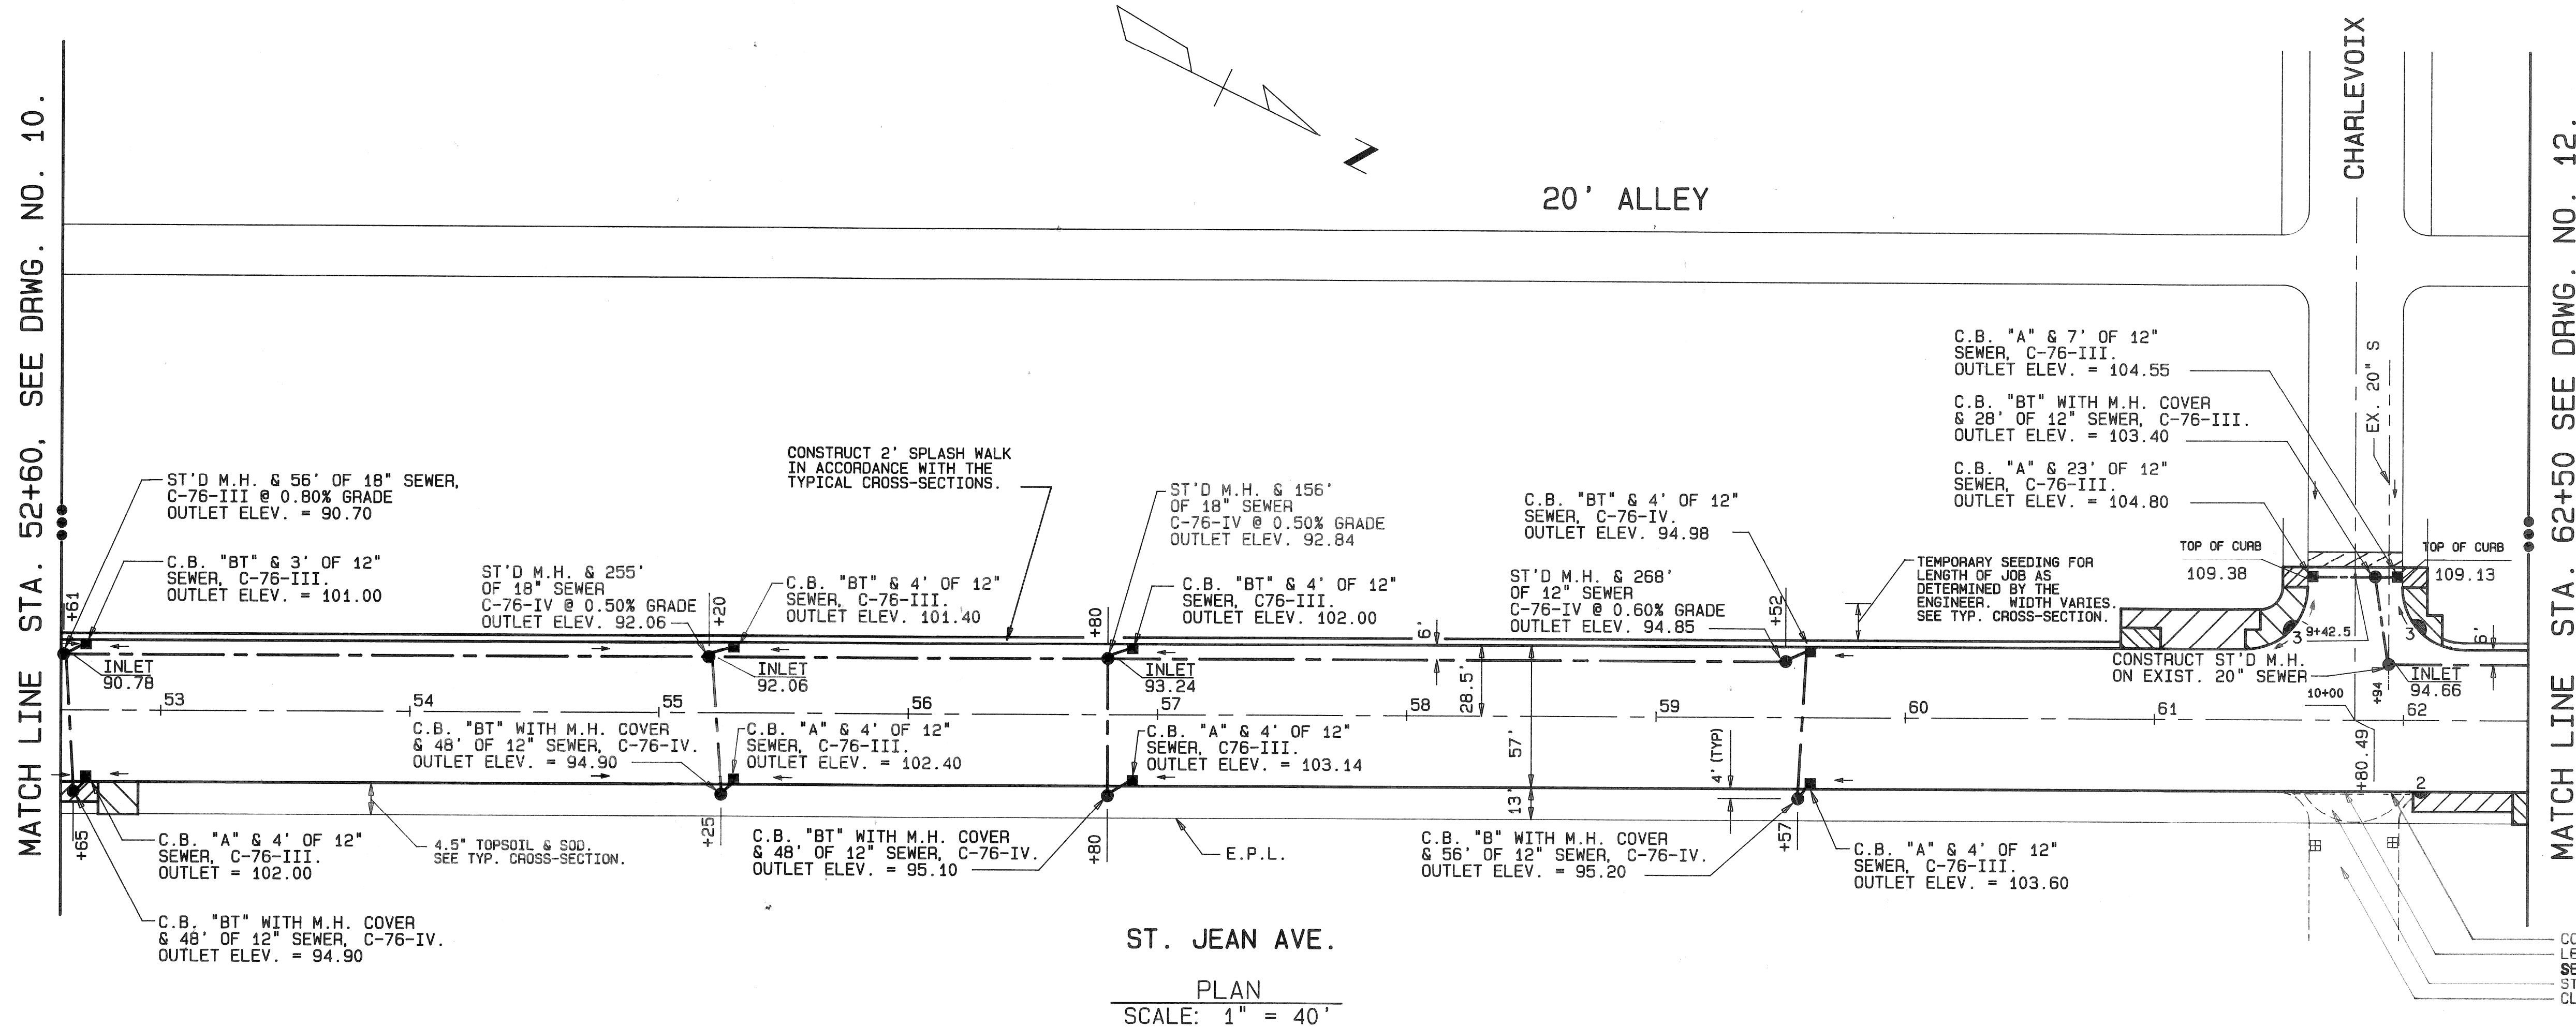 MATCH LINE STA. 52+60, SEE DRWG. NO. 10.
Z
20' ALLEY
CHARLEVOIX
MATCH LINE STA. 62+50 SEE DRWG. NO. 12.
EX. 20" S
C.B. "A" & 7' OF 12"
SEWER, C-76-III.
OUTLET ELEV. = 104.55
C.B. "BT" WITH M.H. COVER
& 28' OF 12" SEWER, C-76-III.
OUTLET ELEV. = 103.40
C.B. "A" & 23' OF 12"
SEWER, C-76-III.
OUTLET ELEV. = 104.80
ST'D M.H. & 56' OF 18" SEWER,
C-76-III @ 0.80% GRADE
OUTLET ELEV. = 90.70
C.B. "BT" & 3' OF 12"
SEWER, C-76-III.
OUTLET ELEV. = 101.00
+61
INLET
90.78
CONSTRUCT 2' SPLASH WALK
IN ACCORDANCE WITH THE
TYPICAL CROSS-SECTIONS.
ST'D M.H. & 255'
OF 18" SEWER
C-76-IV @ 0.50% GRADE
OUTLET ELEV. 92.06
+20
INLET
92.06
C.B. "BT" & 4' OF 12"
SEWER, C-76-III.
OUTLET ELEV. 101.40
ST'D M.H. & 156'
OF 18" SEWER
C-76-IV @ 0.50% GRADE
OUTLET ELEV. 92.84
+80
INLET
93.24
C.B. "BT" & 4' OF 12"
SEWER, C76-III.
OUTLET ELEV. 102.00
C.B. "BT" & 4' OF 12"
SEWER, C-76-IV.
OUTLET ELEV. 94.98
ST'D M.H. & 268'
OF 12" SEWER
C-76-IV @ 0.60% GRADE
OUTLET ELEV. 94.85
+52
6'
TEMPORARY SEEDING FOR
LENGTH OF JOB AS
DETERMINED BY THE
ENGINEER. WIDTH VARIES.
SEE TYP. CROSS-SECTION.
TOP OF CURB
109.38
TOP OF CURB
109.13
3
9+42.5
3
6'
CONSTRUCT ST'D M.H.
ON EXIST. 20" SEWER
+94
INLET
94.66
10+00
53
54
55
56
57
58
59
60
61
62
28.5'
57'
13'
4' (TYP)
+80.49
2
C.B. "BT" WITH M.H. COVER
& 48' OF 12" SEWER, C-76-IV.
OUTLET ELEV. = 94.90
C.B. "A" & 4' OF 12"
SEWER, C-76-III.
OUTLET ELEV. = 102.40
C.B. "A" & 4' OF 12"
SEWER, C76-III.
OUTLET ELEV. = 103.14
+65
C.B. "A" & 4' OF 12"
SEWER, C-76-III.
OUTLET = 102.00
4.5" TOPSOIL & SOD.
SEE TYP. CROSS-SECTION.
+25
C.B. "BT" WITH M.H. COVER
& 48' OF 12" SEWER, C-76-IV.
OUTLET ELEV. = 95.10
+80
E.P.L.
C.B. "B" WITH M.H. COVER
& 56' OF 12" SEWER, C-76-IV.
OUTLET ELEV. = 95.20
+57
C.B. "A" & 4' OF 12"
SEWER, C-76-III.
OUTLET ELEV. = 103.60
C.B. "BT" WITH M.H. COVER
& 48' OF 12" SEWER, C-76-IV.
OUTLET ELEV. = 94.90
ST. JEAN AVE.
PLAN
SCALE: 1" = 40'